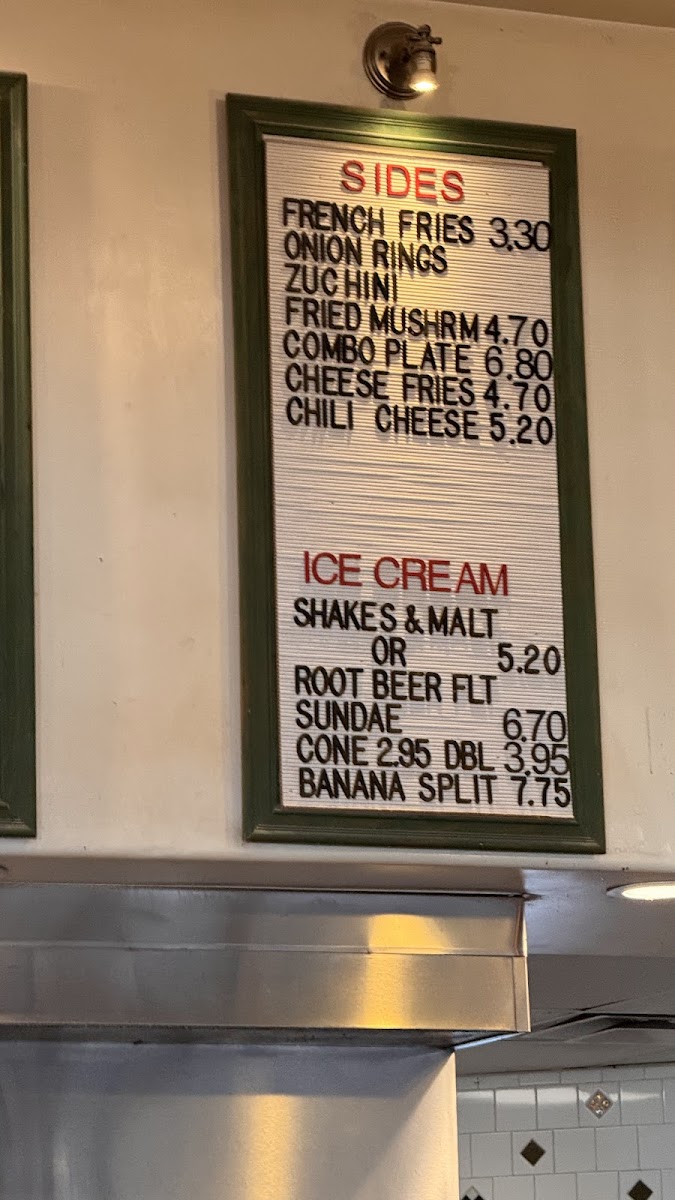 SIDES
FRENCH FRIES 3.30
ONION RINGS
ZUCHINI
FRIED MUSHRM 4.70
COMBO PLATE 6.80
CHEESE FRIES 4.70
CHILI CHEESE 5.20
ICE CREAM
SHAKES & MALT
OR 5.20
ROOT BEER FLT
SUNDAE 6.70
CONE 2.95 DBL 3.95
BANANA SPLIT 7.75